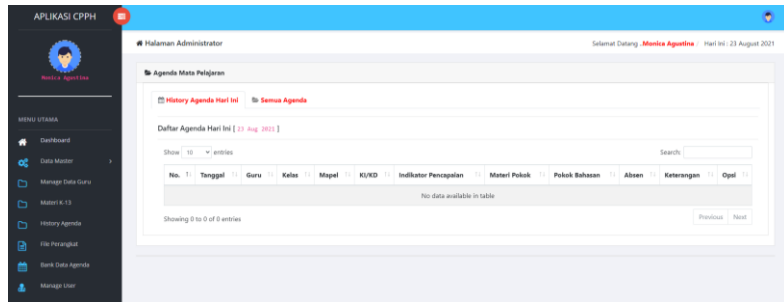 APLIKASI CPPH
Halaman Administrator
Selamat Datang , Monica Agustina : Hari Ini : 23 August 2021
Monica Agustina
Agenda Mata Pelajaran
History Agenda Hari Ini
Semua Agenda
Daftar Agenda Hari Ini [ 23 Aug 2021 ]
Show 10 entries
Search:
No. Tanggal Guru Kelas Mapel KI/KD Indikator Pencapaian Materi Pokok Pokok Bahasan Absen Keterangan Opsi
No data available in table
Showing 0 to 0 of 0 entries
Previous Next
MENU UTAMA
Dashboard
Data Master
Manage Data Guru
Materi K-13
History Agenda
File Perangkat
Bank Data Agenda
Manage User